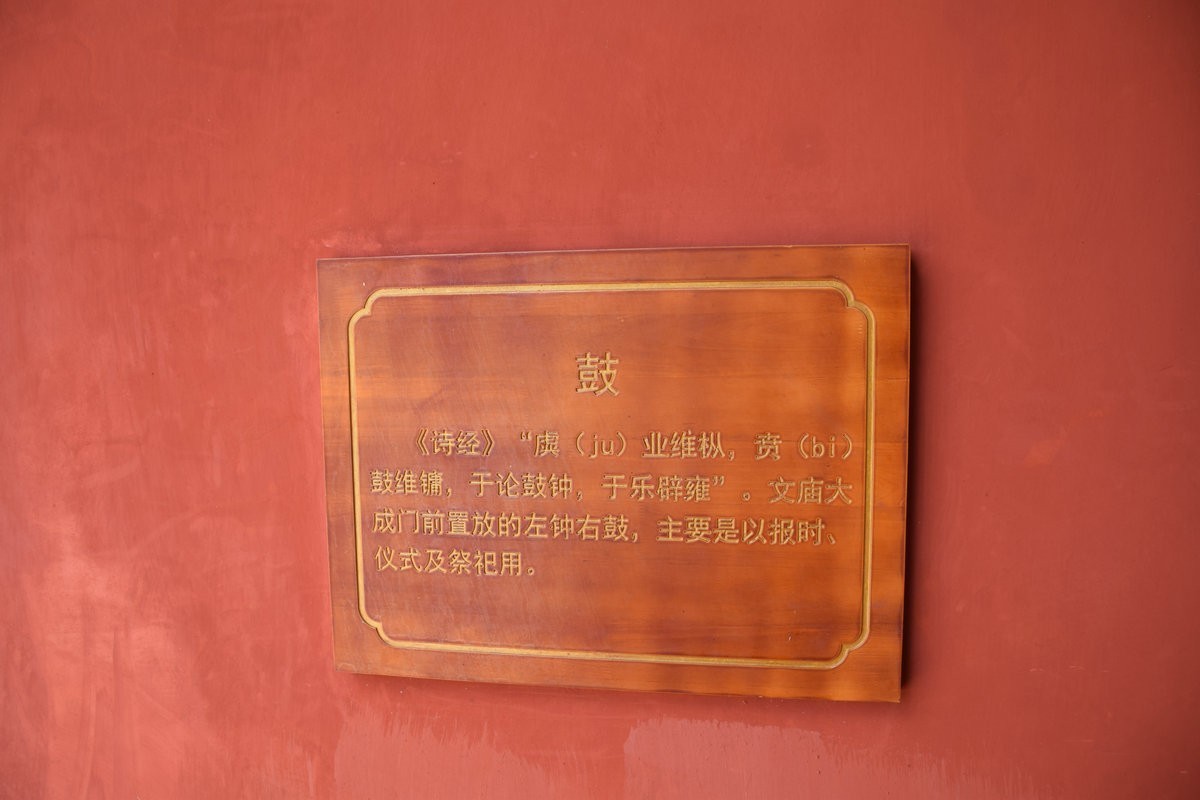 鼓
《诗经》“虡（ju）业维枞，贲（bi）
鼓维镛，于论鼓钟，于乐辟雍”。文庙大
成门前置放的左钟右鼓，主要是以报时、
仪式及祭祀用。